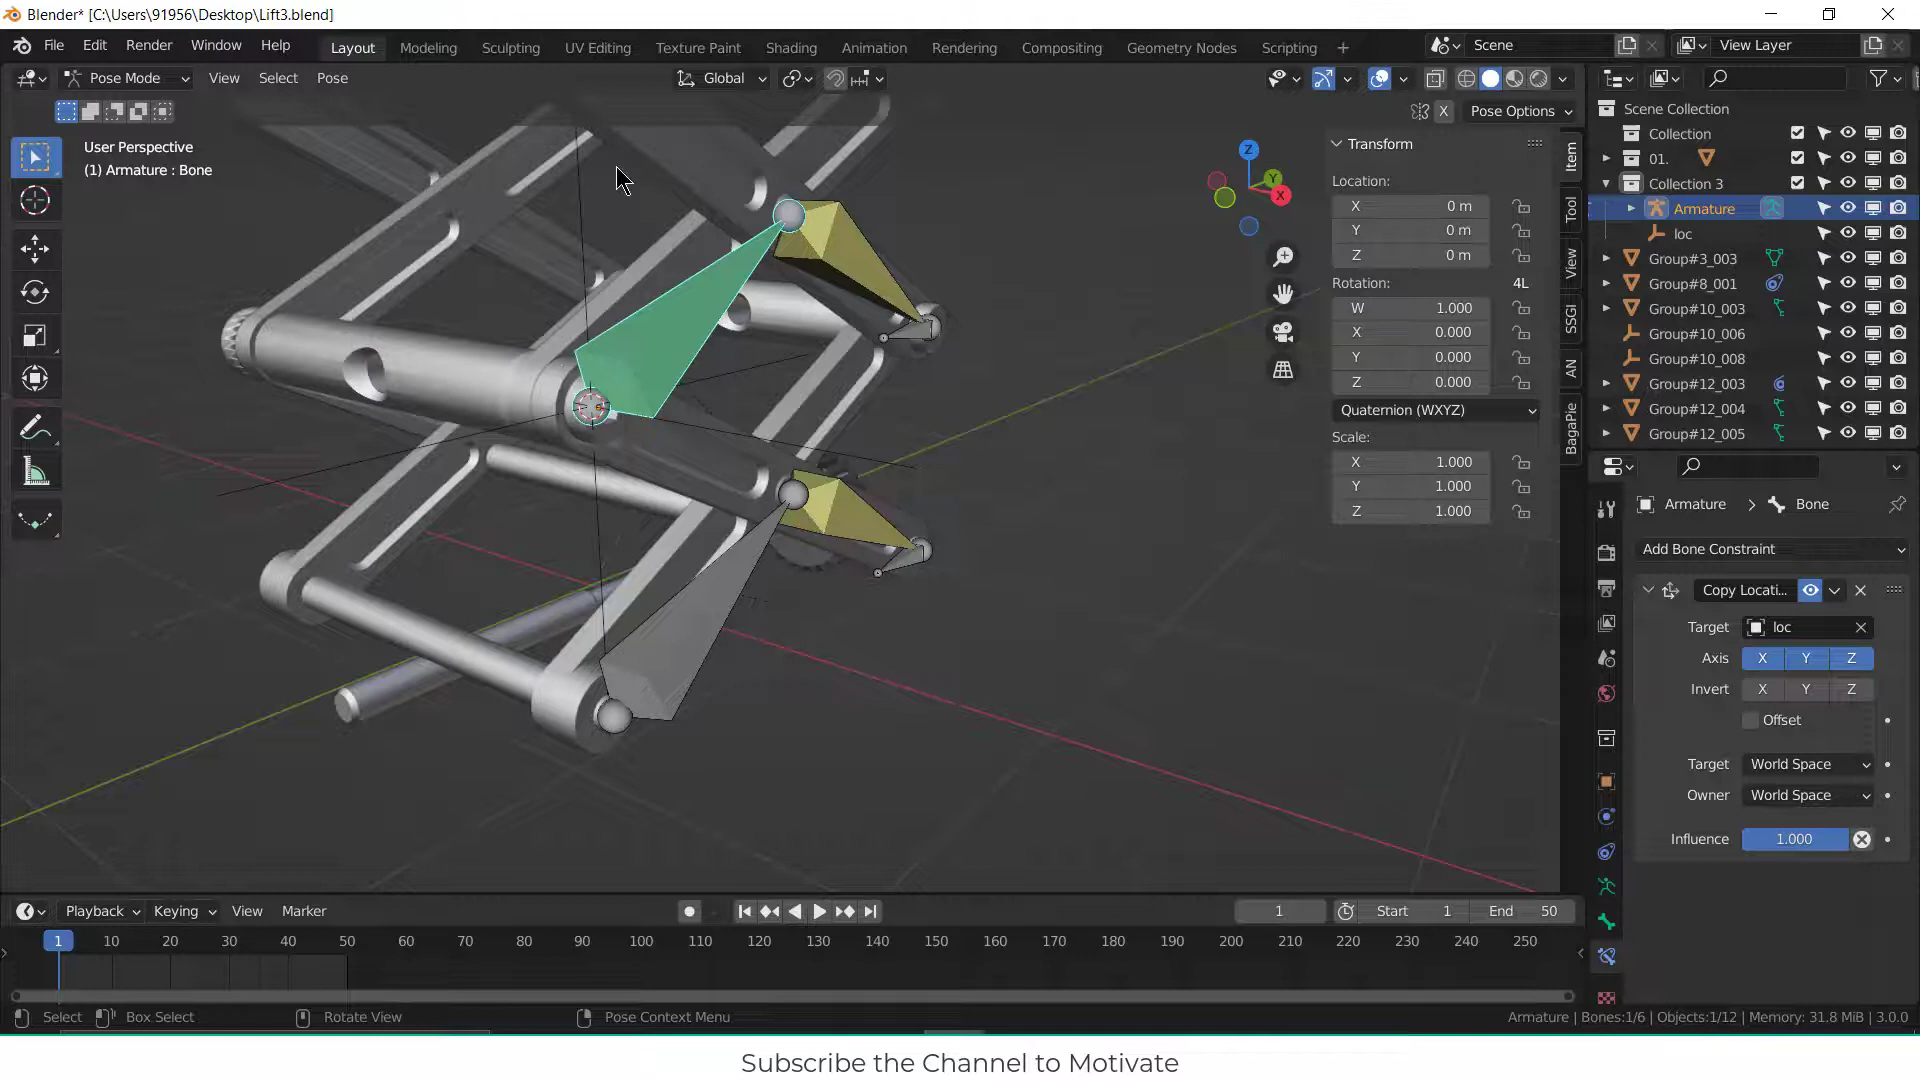 Blender* [C:\Users\91956\Desktop\Lift3.blend]
File Edit Render Window Help Layout Modeling Sculpting UV Editing Texture Paint Shading Animation Rendering Compositing Geometry Nodes Scripting + Scene View Layer
Pose Mode View Select Pose Global
X Pose Options
User Perspective
(1) Armature : Bone
Z
Y
X
Transform
Location:
X 0 m
Y 0 m
Z 0 m
Rotation: 4L
W 1.000
X 0.000
Y 0.000
Z 0.000
Quaternion (WXYZ)
Scale:
X 1.000
Y 1.000
Z 1.000
Item
Tool
View
SSGI
AN
BagaPie
Scene Collection
Collection
01.
Collection 3
Armature
loc
Group#3_003
Group#8_001
Group#10_003
Group#10_006
Group#10_008
Group#12_003
Group#12_004
Group#12_005
Armature > Bone
Add Bone Constraint
Copy Locati...
Target loc
Axis X Y Z
Invert X Y Z
Offset
Target World Space
Owner World Space
Influence 1.000
Playback Keying View Marker 1 Start 1 End 50
1 10 20 30 40 50 60 70 80 90 100 110 120 130 140 150 160 170 180 190 200 210 220 230 240 250
Select Box Select Rotate View Pose Context Menu Armature | Bones:1/6 | Objects:1/12 | Memory: 31.8 MiB | 3.0.0
Subscribe the Channel to Motivate